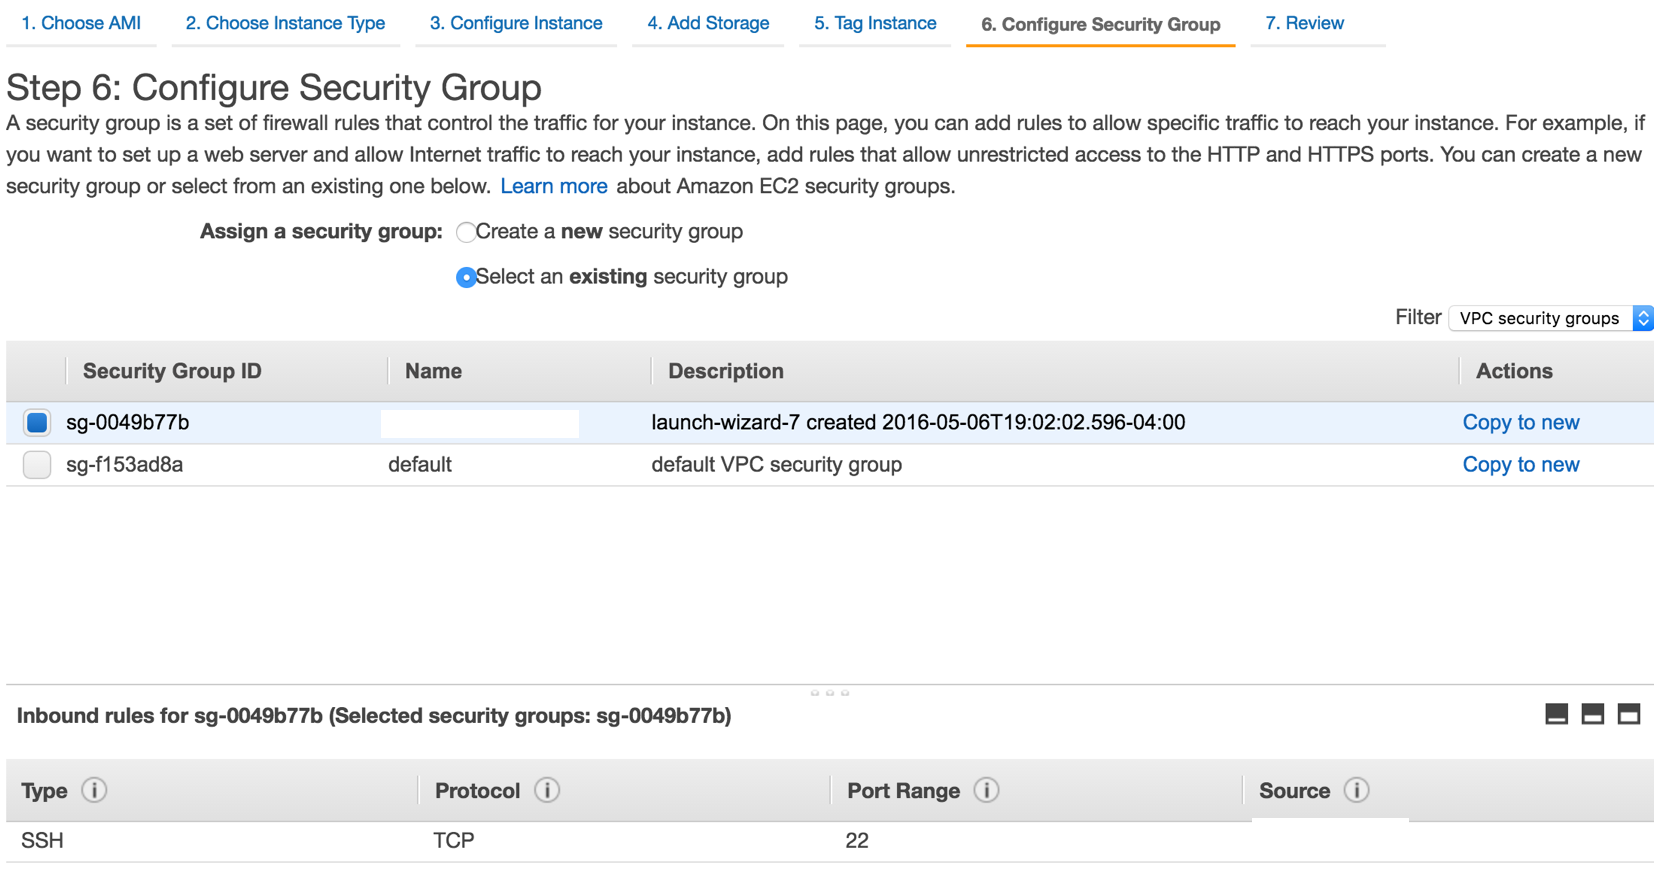 1. Choose AMI 2. Choose Instance Type 3. Configure Instance 4. Add Storage 5. Tag Instance 6. Configure Security Group 7. Review
Step 6: Configure Security Group
A security group is a set of firewall rules that control the traffic for your instance. On this page, you can add rules to allow specific traffic to reach your instance. For example, if
you want to set up a web server and allow Internet traffic to reach your instance, add rules that allow unrestricted access to the HTTP and HTTPS ports. You can create a new
security group or select from an existing one below. Learn more about Amazon EC2 security groups.
Assign a security group: Create a new security group
Select an existing security group
Filter VPC security groups
Security Group ID Name Description Actions
sg-0049b77b launch-wizard-7 created 2016-05-06T19:02:02.596-04:00 Copy to new
sg-f153ad8a default default VPC security group Copy to new
Inbound rules for sg-0049b77b (Selected security groups: sg-0049b77b)
Type i Protocol i Port Range i Source i
SSH TCP 22